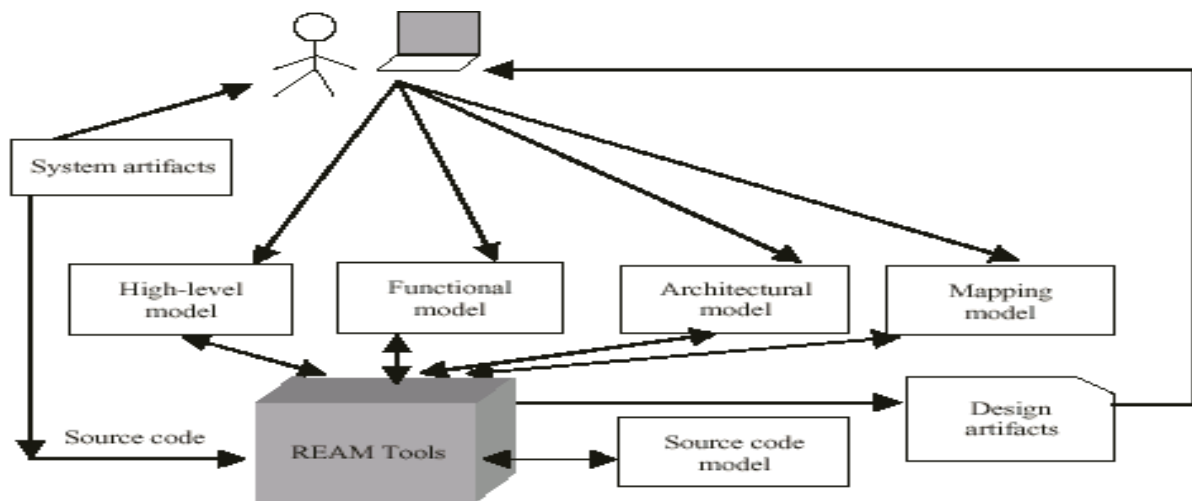 System artifacts
High-level
model
Functional
model
Architectural
model
Mapping
model
Source code
REAM Tools
Source code
model
Design
artifacts